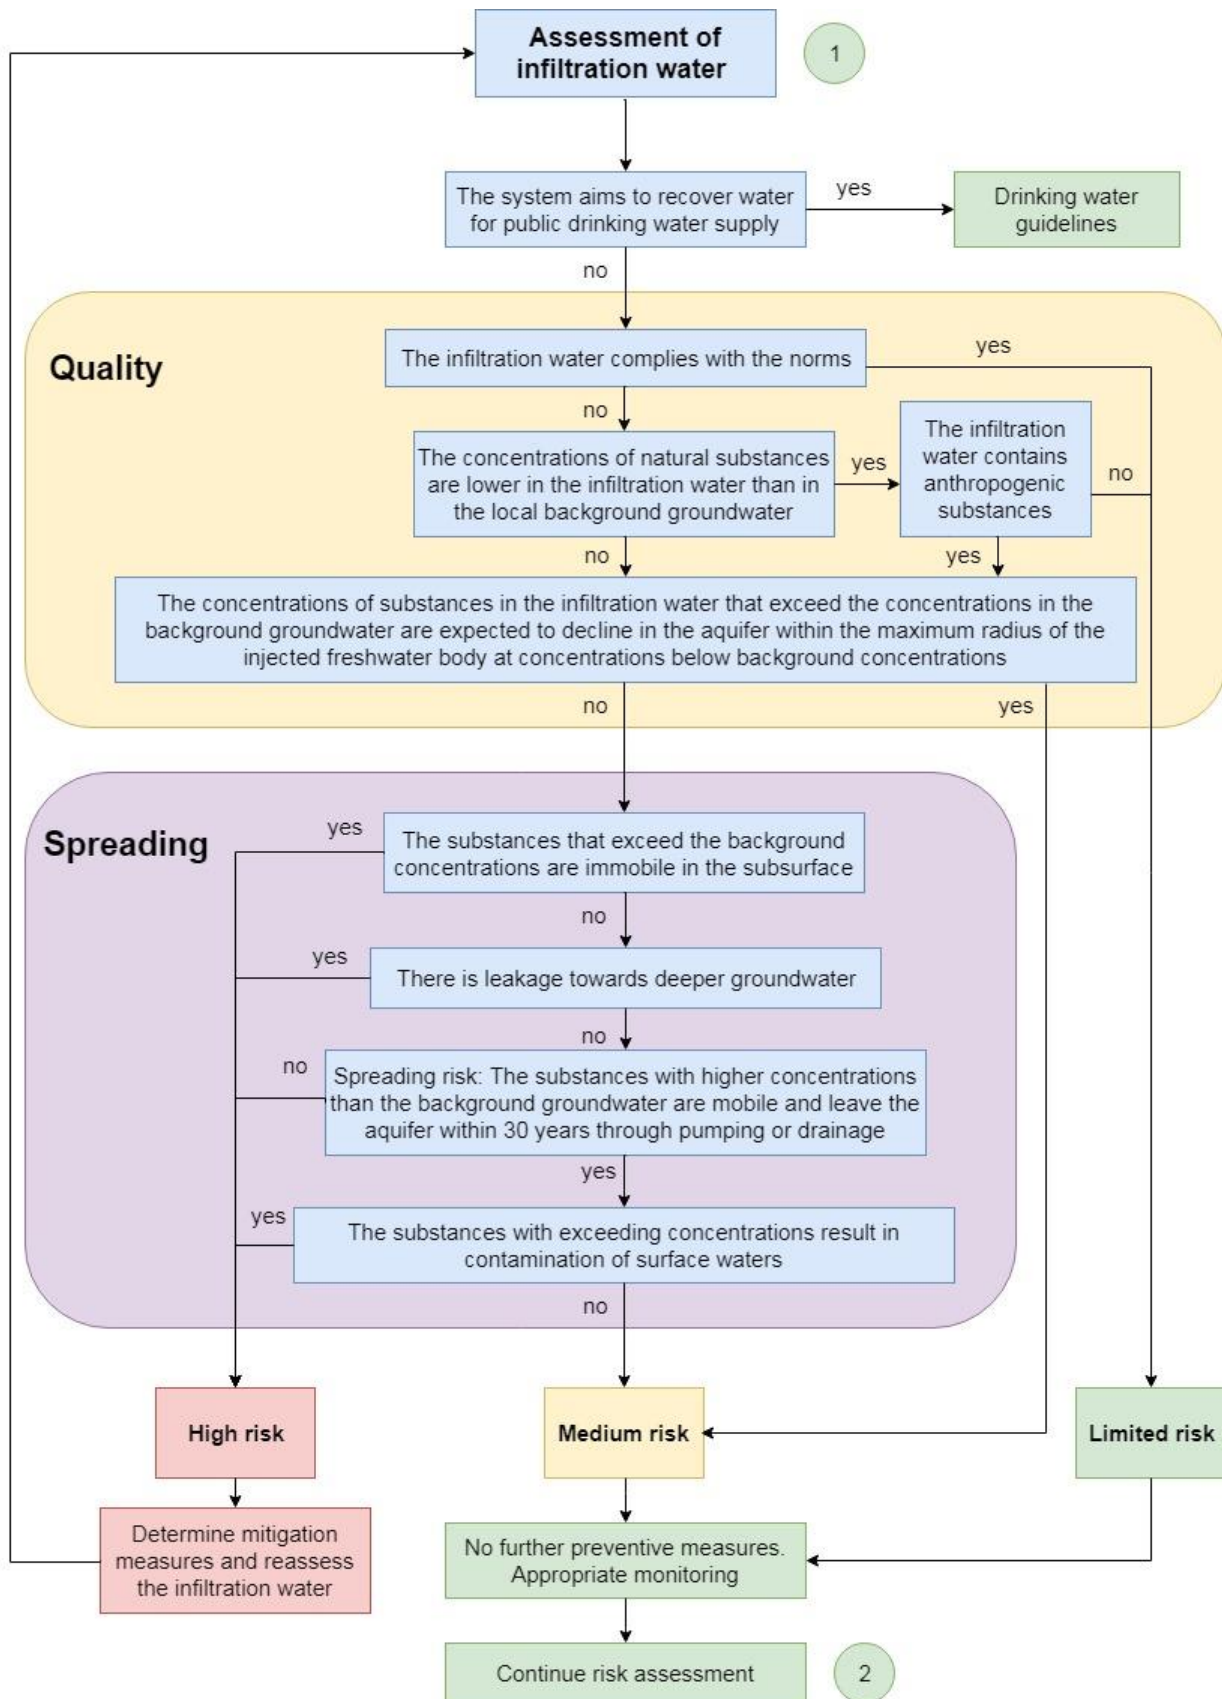 Assessment of
infiltration water
1
The system aims to recover water
for public drinking water supply
yes
Drinking water
guidelines
no
Quality
The infiltration water complies with the norms
yes
no
The concentrations of natural substances
are lower in the infiltration water than in
the local background groundwater
yes
The infiltration
water contains
anthropogenic
substances
no
no
yes
The concentrations of substances in the infiltration water that exceed the concentrations in the
background groundwater are expected to decline in the aquifer within the maximum radius of the
injected freshwater body at concentrations below background concentrations
no
yes
Spreading
yes
The substances that exceed the background
concentrations are immobile in the subsurface
no
yes
There is leakage towards deeper groundwater
no
no
Spreading risk: The substances with higher concentrations
than the background groundwater are mobile and leave the
aquifer within 30 years through pumping or drainage
yes
yes
The substances with exceeding concentrations result in
contamination of surface waters
no
High risk
Medium risk
Limited risk
Determine mitigation
measures and reassess
the infiltration water
No further preventive measures.
Appropriate monitoring
Continue risk assessment
2